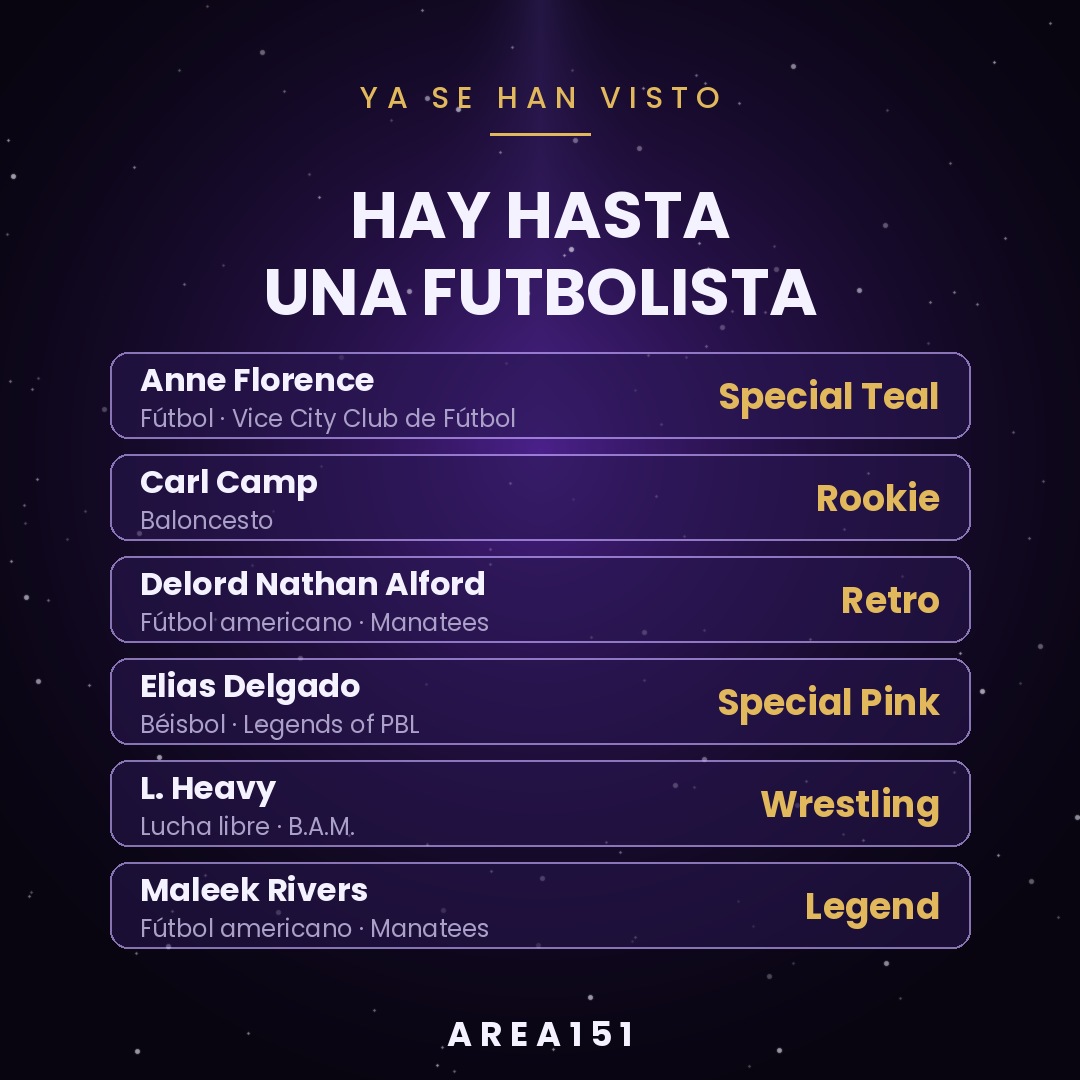 YA SE HAN VISTO
HAY HASTA
UNA FUTBOLISTA
Anne Florence
Fútbol · Vice City Club de Fútbol
Special Teal
Carl Camp
Baloncesto
Rookie
Delord Nathan Alford
Fútbol americano · Manatees
Retro
Elias Delgado
Béisbol · Legends of PBL
Special Pink
L. Heavy
Lucha libre · B.A.M.
Wrestling
Maleek Rivers
Fútbol americano · Manatees
Legend
AREA151